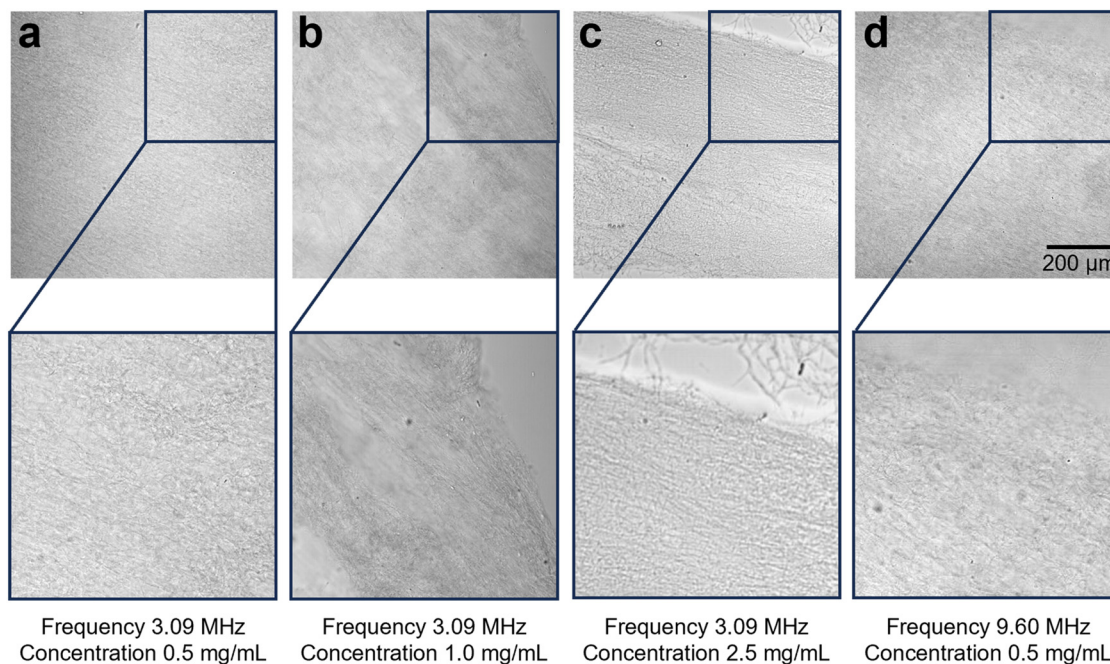 a
b
c
d
200 μm
Frequency 3.09 MHz
Concentration 0.5 mg/mL
Frequency 3.09 MHz
Concentration 1.0 mg/mL
Frequency 3.09 MHz
Concentration 2.5 mg/mL
Frequency 9.60 MHz
Concentration 0.5 mg/mL